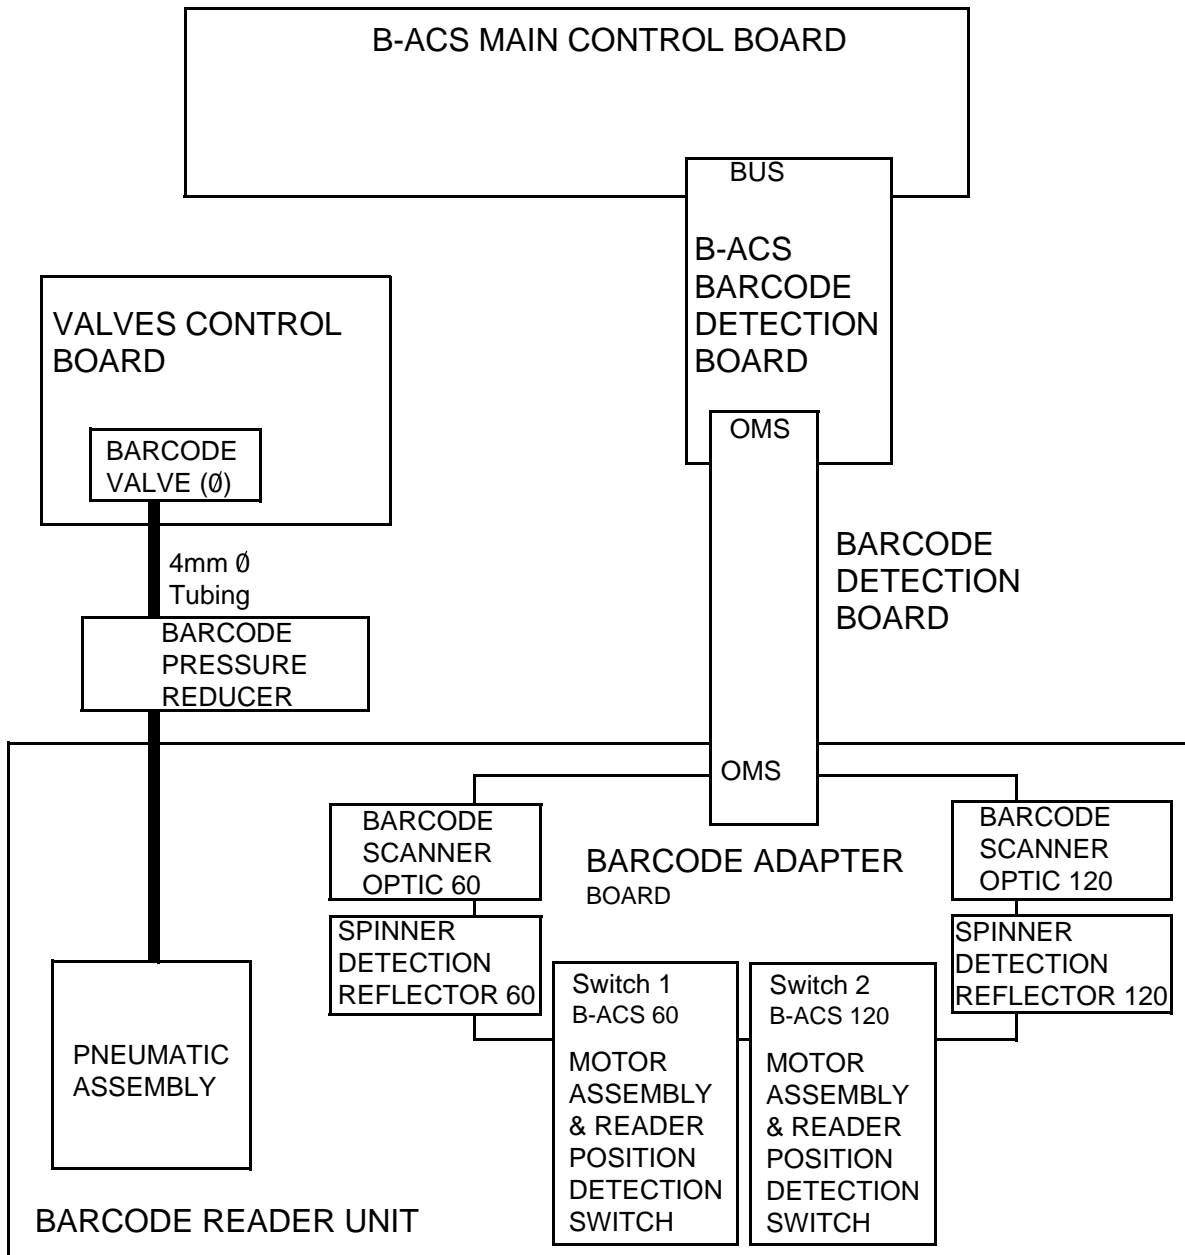 B-ACS MAIN CONTROL BOARD
BUS
B-ACS
BARCODE
DETECTION
BOARD
VALVES CONTROL
BOARD
BARCODE
VALVE (Ø)
4mm Ø
Tubing
BARCODE
PRESSURE
REDUCER
OMS
BARCODE
DETECTION
BOARD
OMS
BARCODE
SCANNER
OPTIC 60
BARCODE ADAPTER
BOARD
BARCODE
SCANNER
OPTIC 120
SPINNER
DETECTION
REFLECTOR 60
SPINNER
DETECTION
REFLECTOR 120
Switch 1
B-ACS 60
MOTOR
ASSEMBLY
& READER
POSITION
DETECTION
SWITCH
Switch 2
B-ACS 120
MOTOR
ASSEMBLY
& READER
POSITION
DETECTION
SWITCH
PNEUMATIC
ASSEMBLY
BARCODE READER UNIT